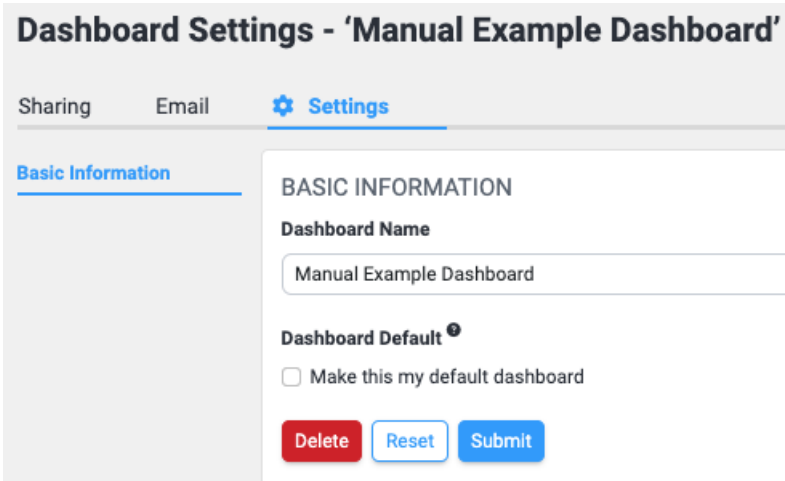 Dashboard Settings - ‘Manual Example Dashboard’
Sharing Email Settings
Basic Information
BASIC INFORMATION
Dashboard Name
Manual Example Dashboard
Dashboard Default ?
Make this my default dashboard
Delete Reset Submit